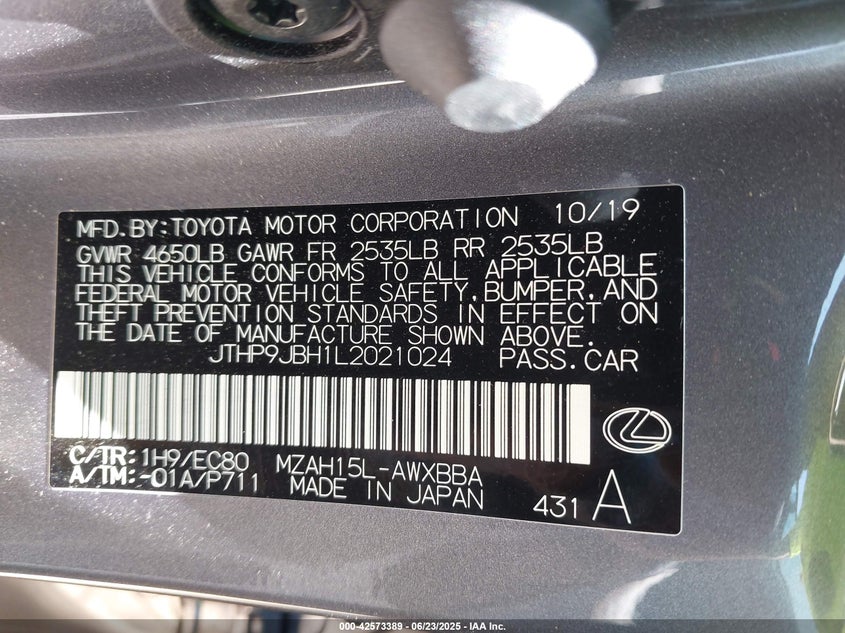 MFD.BY:TOYOTA MOTOR CORPORATION 10/19
GVWR 4650LB GAWR FR 2535LB RR 2535LB
THIS VEHICLE CONFORMS TO ALL APPLICABLE
FEDERAL MOTOR VEHICLE SAFETY,BUMPER,AND
THEFT PREVENTION STANDARDS IN EFFECT ON
THE DATE OF MANUFACTURE SHOWN ABOVE.
JTHP9JBH1L2021024 PASS.CAR
C/TR:1H9/EC80 MZAH15L-AWXBBA
A/TM:-01A/P711 MADE IN JAPAN 431 A
000-42573389 - 06/23/2025 - IAA Inc.